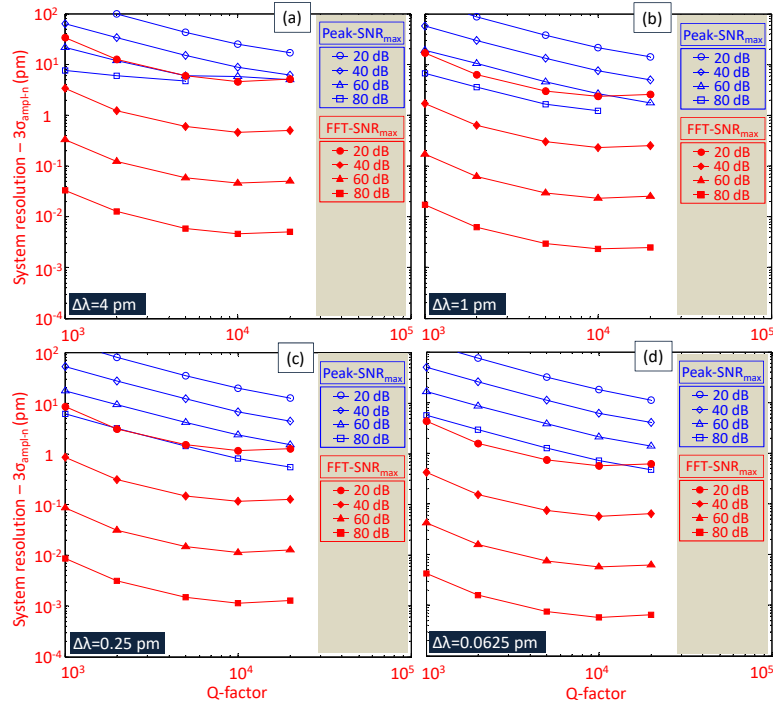 System resolution – 3σampl-n (pm)
10²
10¹
1
10⁻¹
10⁻²
10⁻³
10⁻⁴
10³
10⁴
10⁵
(a)
Peak-SNRmax
20 dB
40 dB
60 dB
80 dB
FFT-SNRmax
20 dB
40 dB
60 dB
80 dB
Δλ=4 pm
10³
10⁴
10⁵
(b)
Peak-SNRmax
20 dB
40 dB
60 dB
80 dB
FFT-SNRmax
20 dB
40 dB
60 dB
80 dB
Δλ=1 pm
System resolution – 3σampl-n (pm)
10²
10¹
1
10⁻¹
10⁻²
10⁻³
10⁻⁴
10³
10⁴
10⁵
Q-factor
(c)
Peak-SNRmax
20 dB
40 dB
60 dB
80 dB
FFT-SNRmax
20 dB
40 dB
60 dB
80 dB
Δλ=0.25 pm
10³
10⁴
10⁵
Q-factor
(d)
Peak-SNRmax
20 dB
40 dB
60 dB
80 dB
FFT-SNRmax
20 dB
40 dB
60 dB
80 dB
Δλ=0.0625 pm